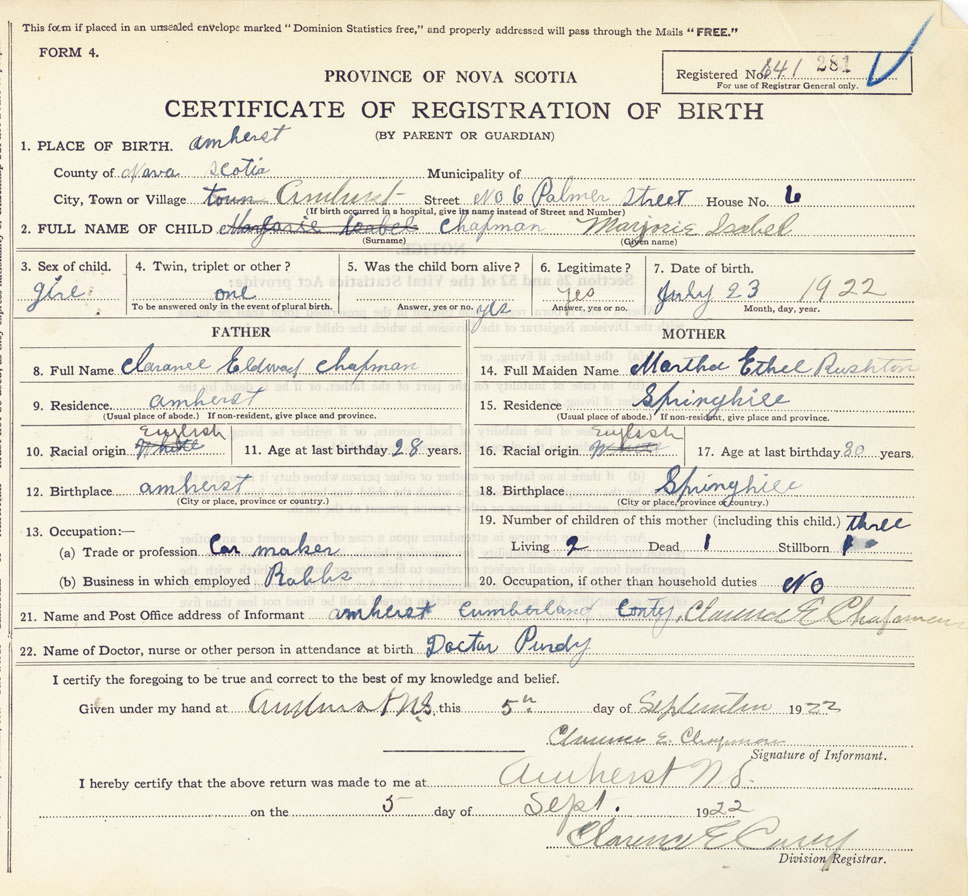 This form if placed in an unsealed envelope marked "Dominion Statistics free," and properly addressed will pass through the Mails "FREE."
FORM 4.
PROVINCE OF NOVA SCOTIA
Registered No. 641 281
For use of Registrar General only.
CERTIFICATE OF REGISTRATION OF BIRTH
(BY PARENT OR GUARDIAN)
1. PLACE OF BIRTH. amherst
County of Nova Scotia Municipality of
City, Town or Village town Amherst Street No 6 Palmer Street House No. 6
(If birth occurred in a hospital, give its name instead of Street and Number)
2. FULL NAME OF CHILD Marjorie Isabel Chapman Marjorie Isabel
(Surname) (Given name)
3. Sex of child. 4. Twin, triplet or other? 5. Was the child born alive? 6. Legitimate? 7. Date of birth.
girl one yes yes July 23 1922
To be answered only in the event of plural birth. Answer, yes or no. Answer, yes or no. Month, day, year.
FATHER MOTHER
8. Full Name Clarance Eldward Chapman 14. Full Maiden Name Martha Ethel Rushton
9. Residence. amherst 15. Residence Springhill
(Usual place of abode.) If non-resident, give place and province. (Usual place of abode.) If non-resident, give place and province.
English English
10. Racial origin White 11. Age at last birthday 28 years. 16. Racial origin White 17. Age at last birthday 30 years.
12. Birthplace amherst 18. Birthplace Springhill
(City or place, province or country.) (City or place, province or country.)
13. Occupation:— 19. Number of children of this mother (including this child.) three
(a) Trade or profession Car maker Living 2 Dead 1 Stillborn
(b) Business in which employed Robbs 20. Occupation, if other than household duties No
21. Name and Post Office address of Informant amherst Cumberland Conty, Clarence E Chapman
22. Name of Doctor, nurse or other person in attendance at birth Doctor Purdy
I certify the foregoing to be true and correct to the best of my knowledge and belief.
Given under my hand at Amherst N.S. this 5th day of September 1922
Clarence E. Chapman
Signature of Informant.
I hereby certify that the above return was made to me at Amherst N.S.
on the 5 day of Sept. 1922
Clarence E
Division Registrar.